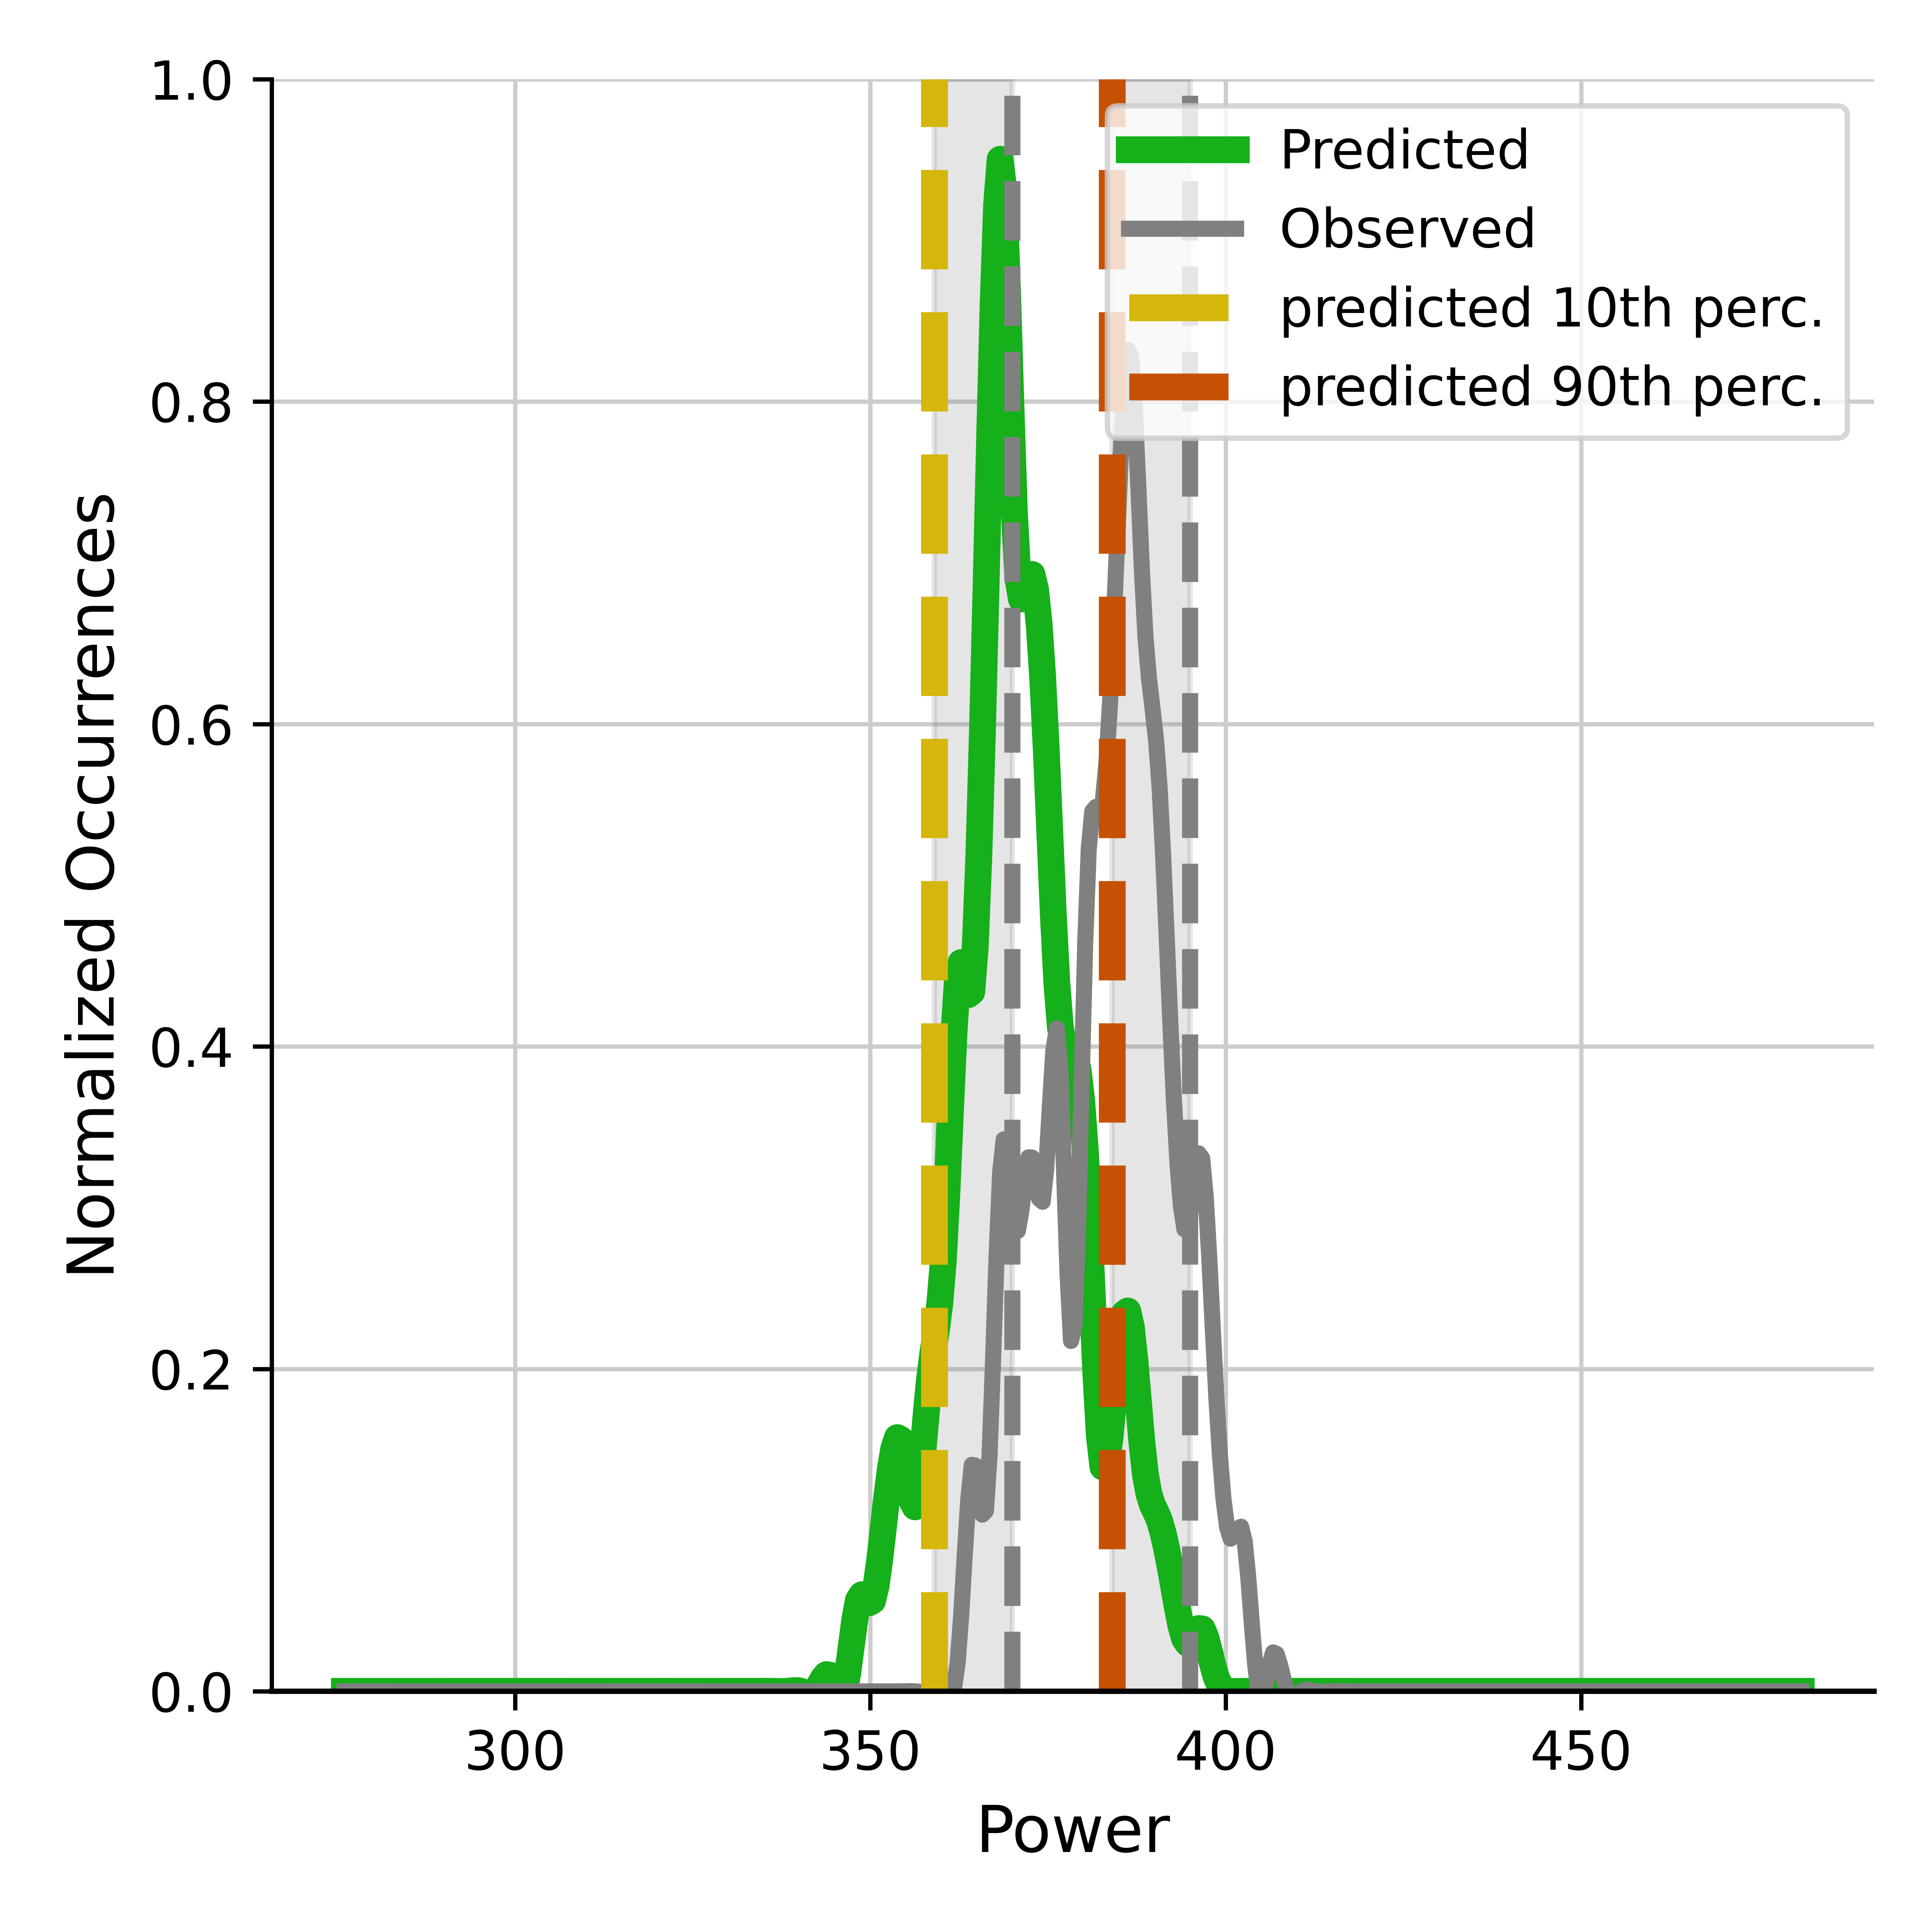 1.0
0.8
0.6
0.4
0.2
0.0
Normalized Occurrences
300 350 400 450
Power
Predicted
Observed
predicted 10th perc.
predicted 90th perc.